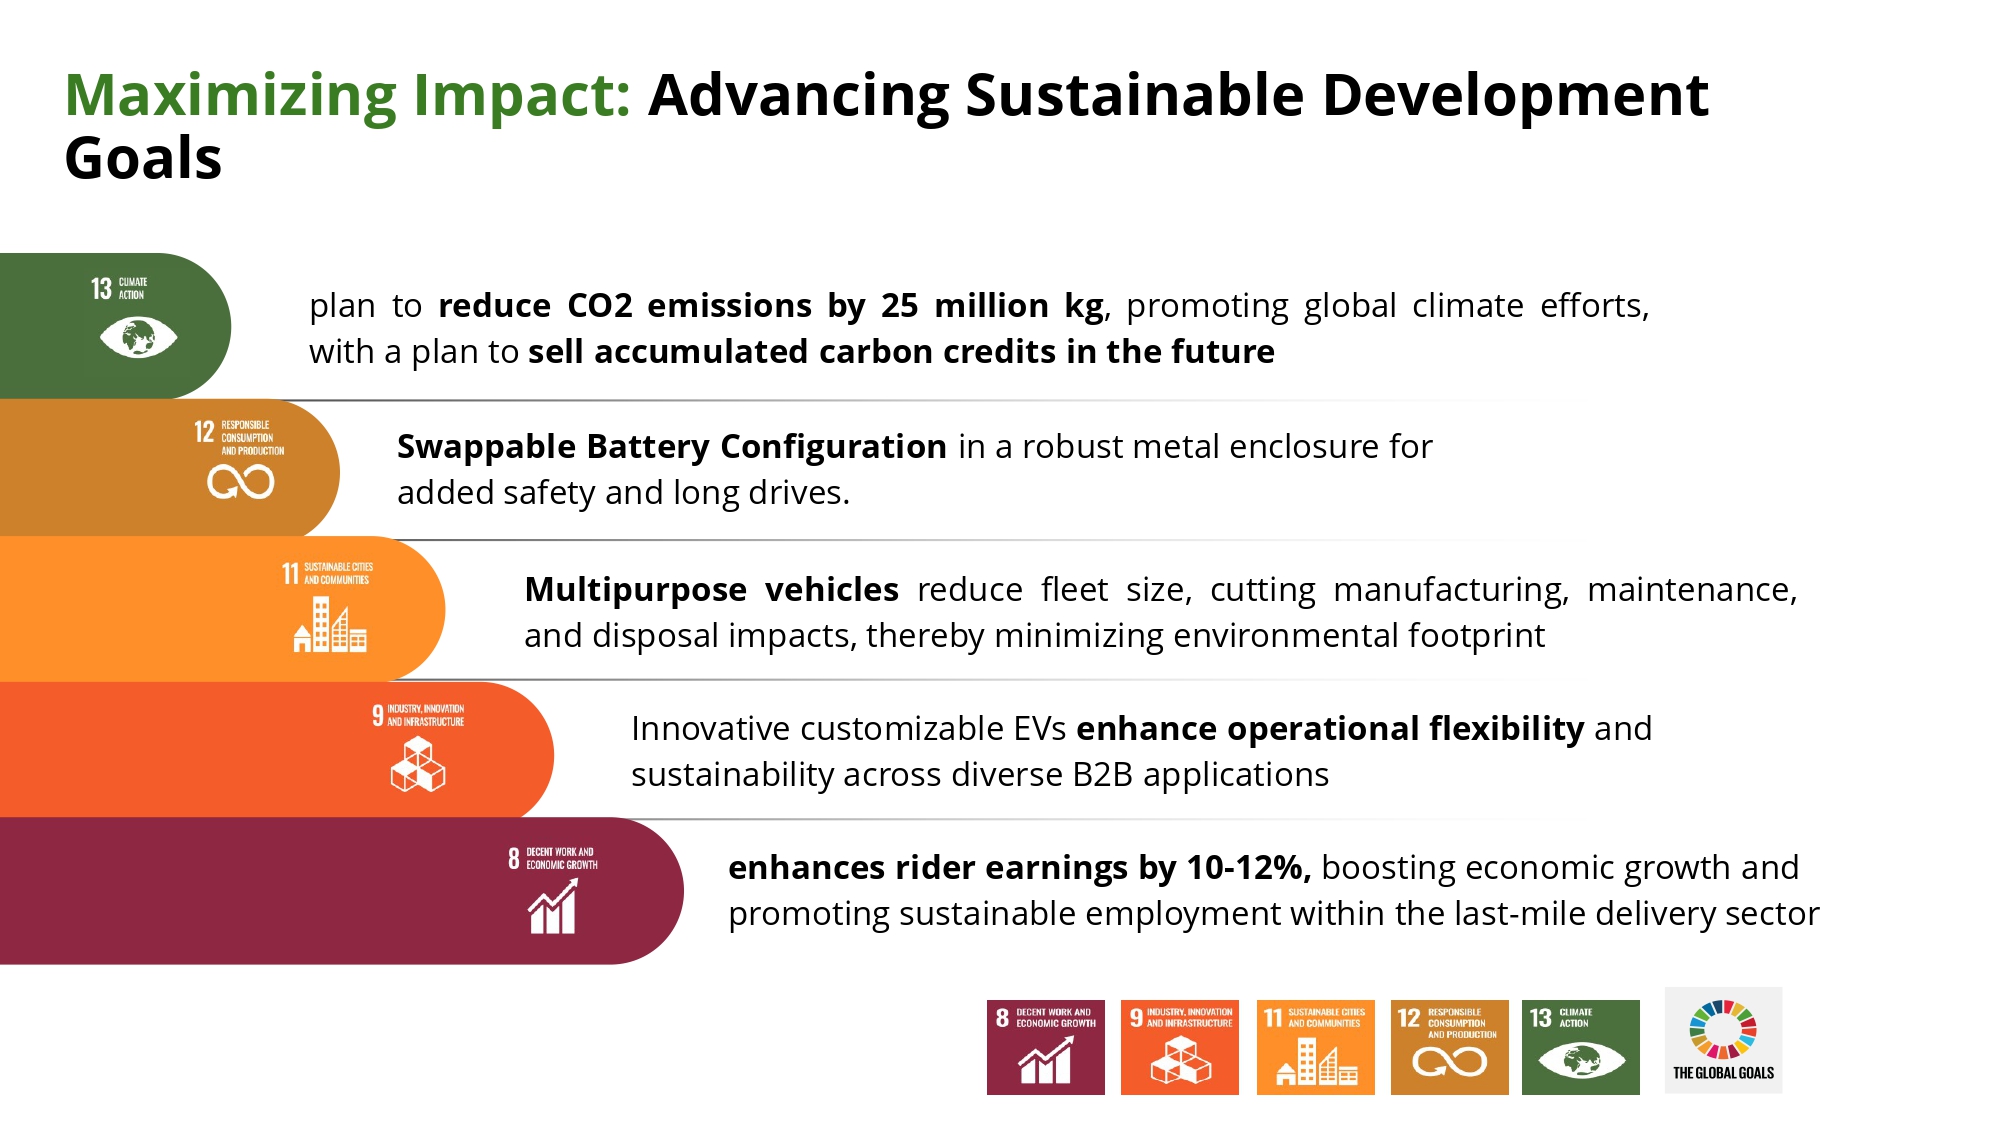 Maximizing Impact: Advancing Sustainable Development
Goals
13 CLIMATE
ACTION
plan to reduce CO2 emissions by 25 million kg, promoting global climate efforts,
with a plan to sell accumulated carbon credits in the future
12 RESPONSIBLE
CONSUMPTION
AND PRODUCTION
Swappable Battery Configuration in a robust metal enclosure for
added safety and long drives.
11 SUSTAINABLE CITIES
AND COMMUNITIES
Multipurpose vehicles reduce fleet size, cutting manufacturing, maintenance,
and disposal impacts, thereby minimizing environmental footprint
9 INDUSTRY, INNOVATION
AND INFRASTRUCTURE
Innovative customizable EVs enhance operational flexibility and
sustainability across diverse B2B applications
8 DECENT WORK AND
ECONOMIC GROWTH
enhances rider earnings by 10-12%, boosting economic growth and
promoting sustainable employment within the last-mile delivery sector
8 DECENT WORK AND
ECONOMIC GROWTH
9 INDUSTRY, INNOVATION
AND INFRASTRUCTURE
11 SUSTAINABLE CITIES
AND COMMUNITIES
12 RESPONSIBLE
CONSUMPTION
AND PRODUCTION
13 CLIMATE
ACTION
THE GLOBAL GOALS